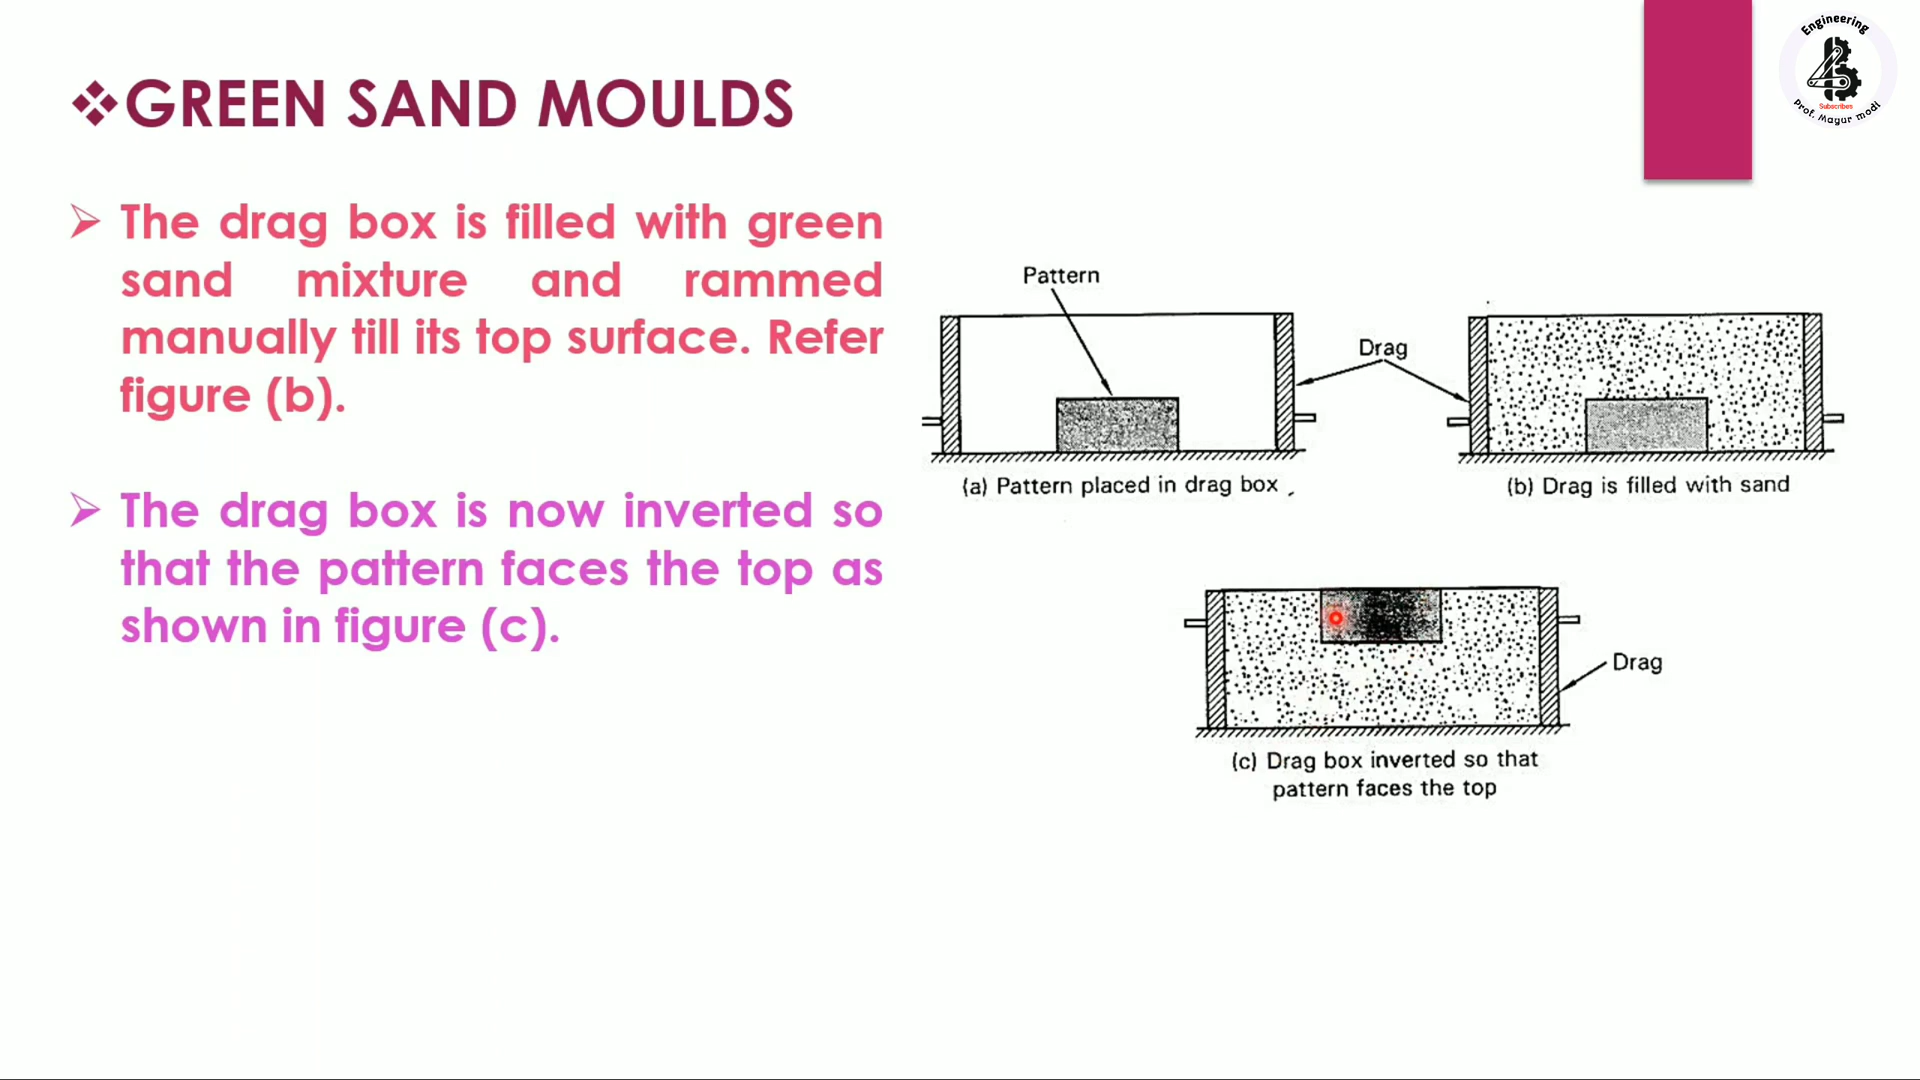 Engineering
Subscribes
Prof. Mayur modi
❖GREEN SAND MOULDS
➢ The drag box is filled with green
sand mixture and rammed
manually till its top surface. Refer
figure (b).
➢ The drag box is now inverted so
that the pattern faces the top as
shown in figure (c).
Pattern
Drag
(a) Pattern placed in drag box
(b) Drag is filled with sand
Drag
(c) Drag box inverted so that
pattern faces the top